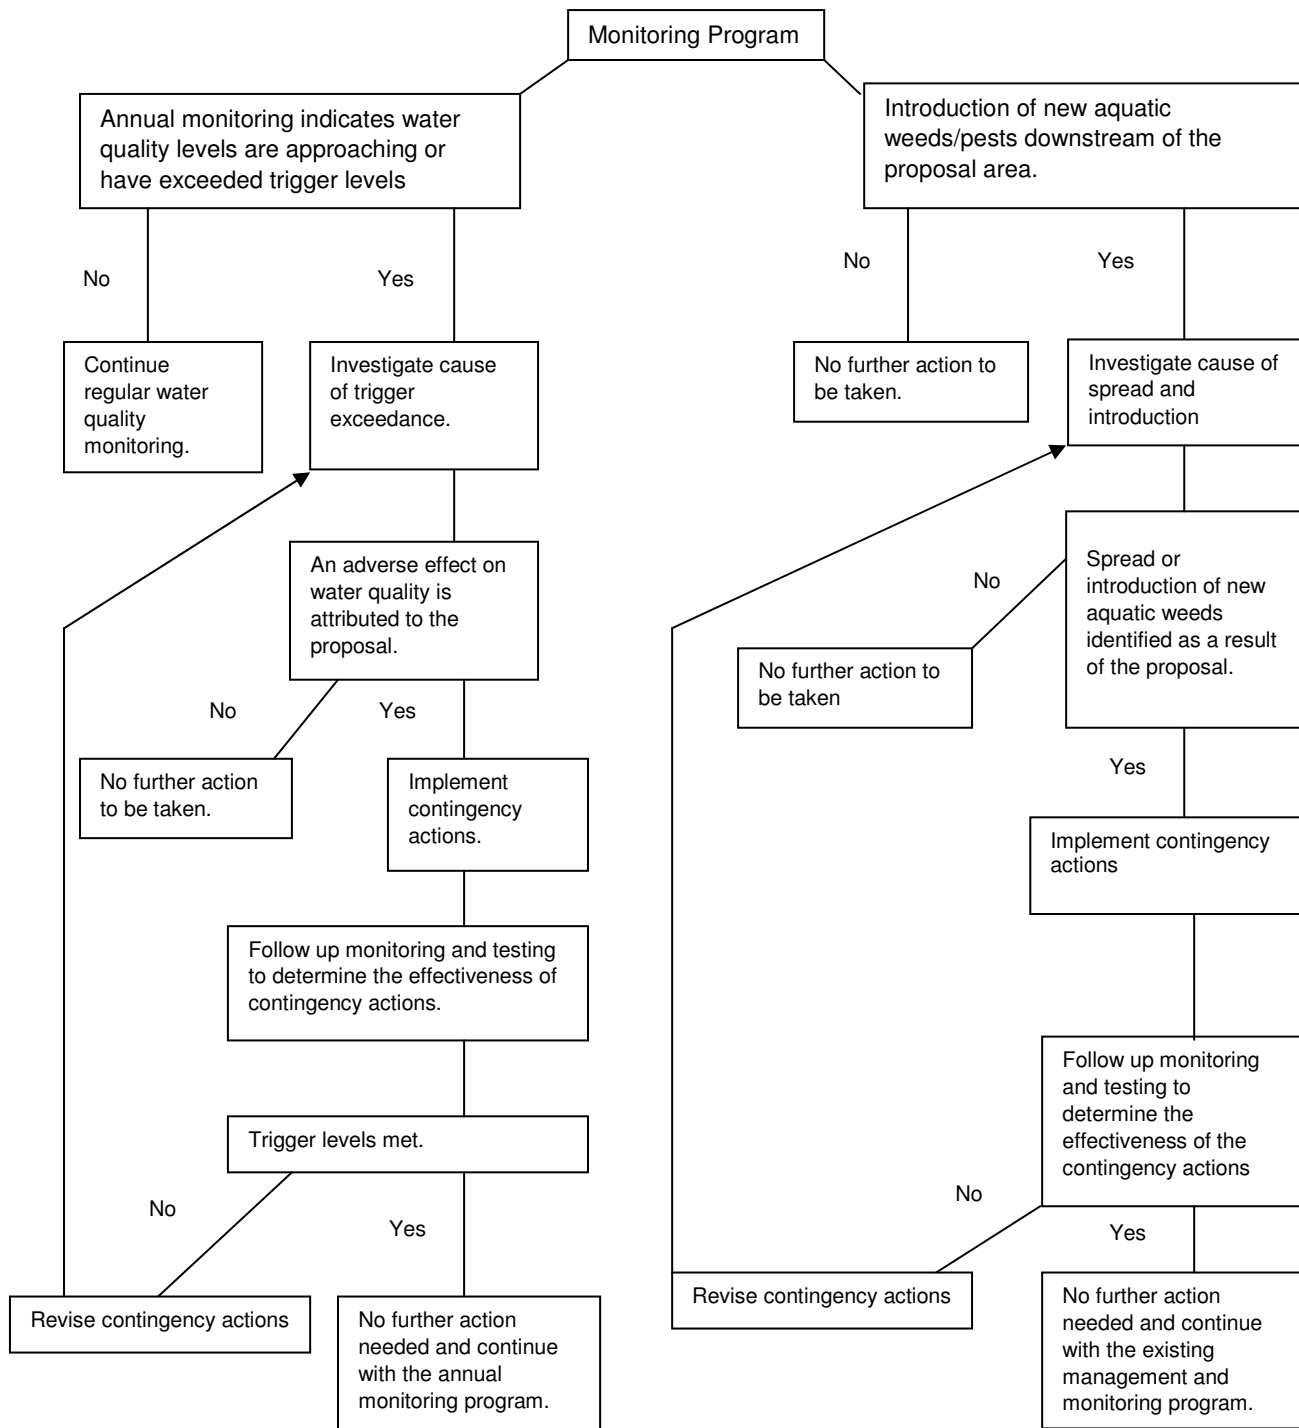 Monitoring Program
Annual monitoring indicates water
quality levels are approaching or
have exceeded trigger levels
No
Yes
Continue
regular water
quality
monitoring.
Investigate cause
of trigger
exceedance.
An adverse effect on
water quality is
attributed to the
proposal.
No
Yes
No further action
to be taken.
Implement
contingency
actions.
Follow up monitoring and testing
to determine the effectiveness of
contingency actions.
Trigger levels met.
No
Yes
Revise contingency actions
No further action
needed and continue
with the annual
monitoring program.
Introduction of new aquatic
weeds/pests downstream of the
proposal area.
No
Yes
No further action to
be taken.
Investigate cause of
spread and
introduction
Spread or
introduction of new
aquatic weeds
identified as a result
of the proposal.
No
No further action to
be taken
Yes
Implement contingency
actions
Follow up monitoring
and testing to
determine the
effectiveness of the
contingency actions
No
Yes
Revise contingency actions
No further action
needed and continue
with the existing
management and
monitoring program.